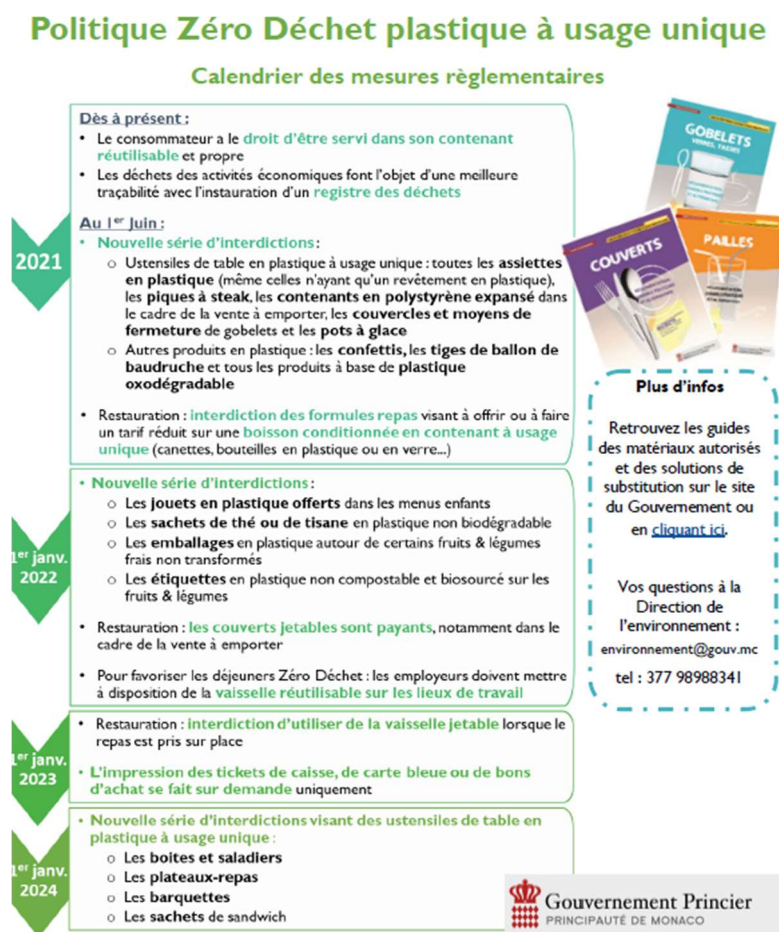 Politique Zéro Déchet plastique à usage unique
Calendrier des mesures règlementaires
2021
Dès à présent :
• Le consommateur a le droit d'être servi dans son contenant
réutilisable et propre
• Les déchets des activités économiques font l'objet d'une meilleure
traçabilité avec l'instauration d'un registre des déchets
Au 1er Juin :
• Nouvelle série d'interdictions :
o Ustensiles de table en plastique à usage unique : toutes les assiettes
en plastique (même celles n'ayant qu'un revêtement en plastique),
les piques à steak, les contenants en polystyrène expansé dans
le cadre de la vente à emporter, les couvercles et moyens de
fermeture de gobelets et les pots à glace
o Autres produits en plastique : les confettis, les tiges de ballon de
baudruche et tous les produits à base de plastique
oxodégradable
• Restauration : interdiction des formules repas visant à offrir ou à faire
un tarif réduit sur une boisson conditionnée en contenant à usage
unique (canettes, bouteilles en plastique ou en verre...)
1er janv.
2022
• Nouvelle série d'interdictions :
o Les jouets en plastique offerts dans les menus enfants
o Les sachets de thé ou de tisane en plastique non biodégradable
o Les emballages en plastique autour de certains fruits & légumes
frais non transformés
o Les étiquettes en plastique non compostable et biosourcé sur les
fruits & légumes
• Restauration : les couverts jetables sont payants, notamment dans le
cadre de la vente à emporter
• Pour favoriser les déjeuners Zéro Déchet : les employeurs doivent mettre
à disposition de la vaisselle réutilisable sur les lieux de travail
1er janv.
2023
• Restauration : interdiction d'utiliser de la vaisselle jetable lorsque le
repas est pris sur place
• L'impression des tickets de caisse, de carte bleue ou de bons
d'achat se fait sur demande uniquement
1er janv.
2024
• Nouvelle série d'interdictions visant des ustensiles de table en
plastique à usage unique :
o Les boites et saladiers
o Les plateaux-repas
o Les barquettes
o Les sachets de sandwich
GOBELETS
VERRES, TASSES
COUVERTS
PAILLES
Plus d'infos
Retrouvez les guides
des matériaux autorisés
et des solutions de
substitution sur le site
du Gouvernement ou
en cliquant ici.
Vos questions à la
Direction de
l'environnement :
environnement@gouv.mc
tel : 377 98988341
Gouvernement Princier
PRINCIPAUTÉ DE MONACO